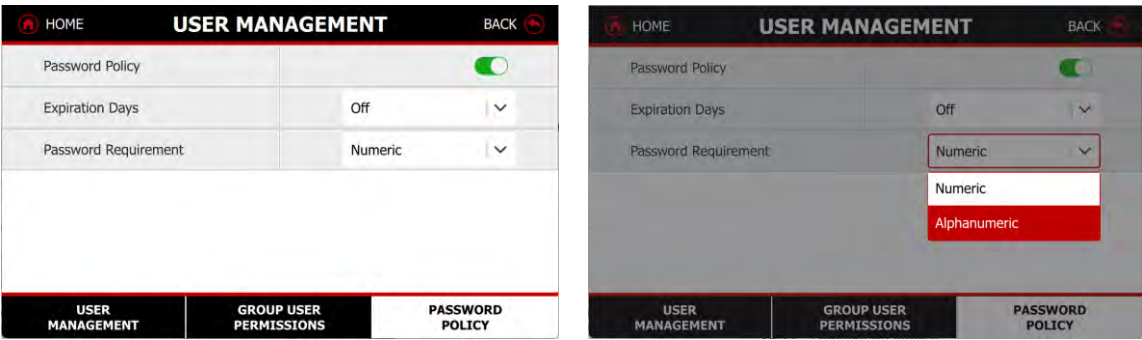 HOME USER MANAGEMENT BACK
Password Policy
Expiration Days Off
Password Requirement Numeric
USER MANAGEMENT GROUP USER PERMISSIONS PASSWORD POLICY
HOME USER MANAGEMENT BACK
Password Policy
Expiration Days Off
Password Requirement Numeric
Numeric
Alphanumeric
USER MANAGEMENT GROUP USER PERMISSIONS PASSWORD POLICY